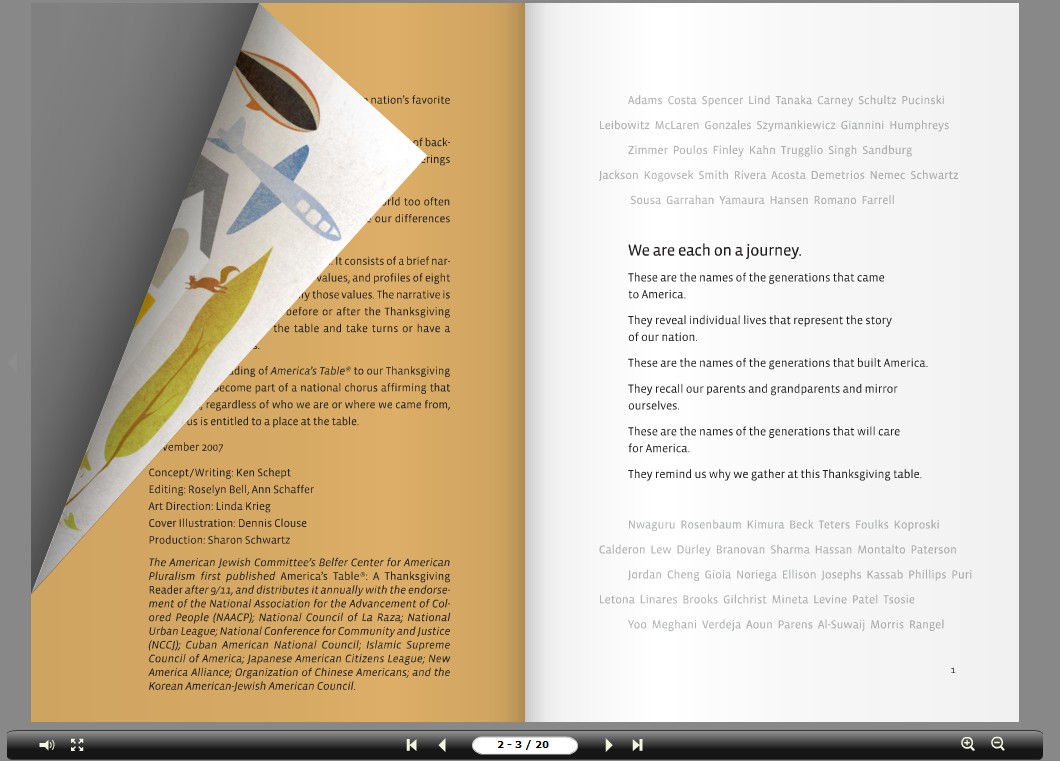 nation's favorite
of back-
erings
rld too often
our differences
. It consists of a brief nar-
values, and profiles of eight
those values. The narrative is
before or after the Thanksgiving
the table and take turns or have a
s.
ding of America's Table® to our Thanksgiving
become part of a national chorus affirming that
, regardless of who we are or where we came from,
us is entitled to a place at the table.
vember 2007
Concept/Writing: Ken Schept
Editing: Roselyn Bell, Ann Schaffer
Art Direction: Linda Krieg
Cover Illustration: Dennis Clouse
Production: Sharon Schwartz
The American Jewish Committee's Belfer Center for American
Pluralism first published America's Table®: A Thanksgiving
Reader after 9/11, and distributes it annually with the endorse-
ment of the National Association for the Advancement of Col-
ored People (NAACP); National Council of La Raza; National
Urban League; National Conference for Community and Justice
(NCCJ); Cuban American National Council; Islamic Supreme
Council of America; Japanese American Citizens League; New
America Alliance; Organization of Chinese Americans; and the
Korean American-Jewish American Council.
Adams Costa Spencer Lind Tanaka Carney Schultz Pucinski
Leibowitz McLaren Gonzales Szymankiewicz Giannini Humphreys
Zimmer Poulos Finley Kahn Trugglio Singh Sandburg
Jackson Kogovsek Smith Rivera Acosta Demetrios Nemec Schwartz
Sousa Garrahan Yamaura Hansen Romano Farrell
We are each on a journey.
These are the names of the generations that came
to America.
They reveal individual lives that represent the story
of our nation.
These are the names of the generations that built America.
They recall our parents and grandparents and mirror
ourselves.
These are the names of the generations that will care
for America.
They remind us why we gather at this Thanksgiving table.
Nwaguru Rosenbaum Kimura Beck Teters Foulks Koproski
Calderon Lew Durley Branovan Sharma Hassan Montalto Paterson
Jordan Cheng Gioia Noriega Ellison Josephs Kassab Phillips Puri
Letona Linares Brooks Gilchrist Mineta Levine Patel Tsosie
Yoo Meghani Verdeja Aoun Parens Al-Suwaij Morris Rangel
1
2 - 3 / 20